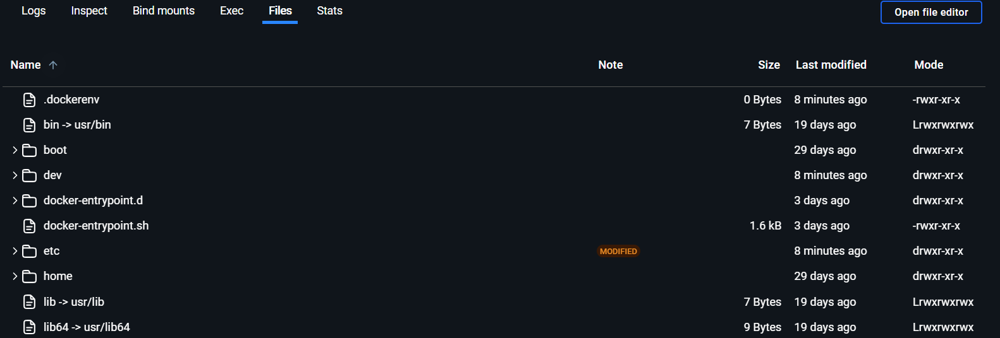 Logs Inspect Bind mounts Exec Files Stats Open file editor
Name Note Size Last modified Mode
.dockerenv 0 Bytes 8 minutes ago -rwxr-xr-x
bin -> usr/bin 7 Bytes 19 days ago Lrwxrwxrwx
boot 29 days ago drwxr-xr-x
dev 8 minutes ago drwxr-xr-x
docker-entrypoint.d 3 days ago drwxr-xr-x
docker-entrypoint.sh 1.6 kB 3 days ago -rwxr-xr-x
etc MODIFIED 8 minutes ago drwxr-xr-x
home 29 days ago drwxr-xr-x
lib -> usr/lib 7 Bytes 19 days ago Lrwxrwxrwx
lib64 -> usr/lib64 9 Bytes 19 days ago Lrwxrwxrwx